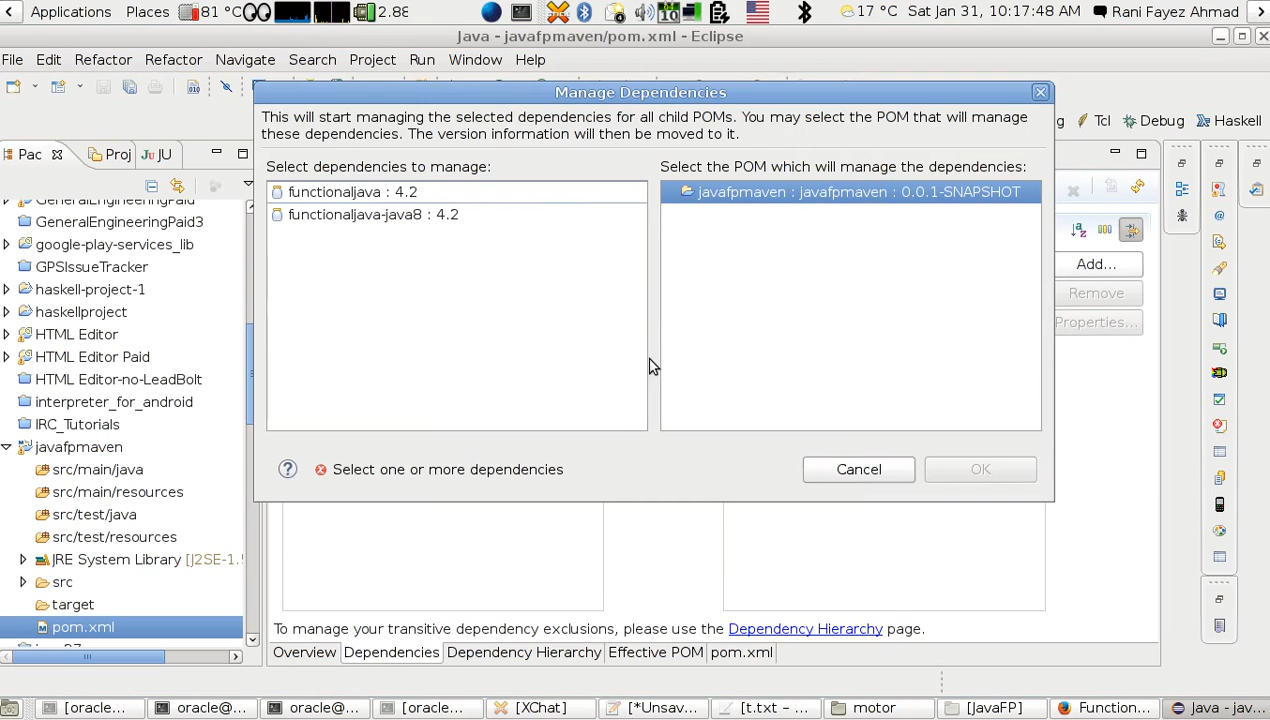 Applications Places 81 °C 2.88 10 17 °C Sat Jan 31, 10:17:48 AM Rani Fayez Ahmad
Java - javafpmaven/pom.xml - Eclipse
File Edit Refactor Refactor Navigate Search Project Run Window Help
Manage Dependencies
This will start managing the selected dependencies for all child POMs. You may select the POM that will manage
these dependencies. The version information will then be moved to it.
Tcl Debug Haskell
Pac Proj JU
Select dependencies to manage:
Select the POM which will manage the dependencies:
functionaljava : 4.2
functionaljava-java8 : 4.2
javafpmaven : javafpmaven : 0.0.1-SNAPSHOT
Add...
Remove
Properties...
GeneralEngineeringPaid
GeneralEngineeringPaid3
google-play-services_lib
GPSIssueTracker
haskell-project-1
haskellproject
HTML Editor
HTML Editor Paid
HTML Editor-no-LeadBolt
interpreter_for_android
IRC_Tutorials
javafpmaven
src/main/java
src/main/resources
src/test/java
src/test/resources
JRE System Library [J2SE-1.5
src
target
pom.xml
Select one or more dependencies
Cancel OK
To manage your transitive dependency exclusions, please use the Dependency Hierarchy page.
Overview Dependencies Dependency Hierarchy Effective POM pom.xml
[oracle... oracle@... oracle@... [oracle... [XChat] [*Unsav... [t.txt – ... motor [JavaFP] Function... Java - jav...